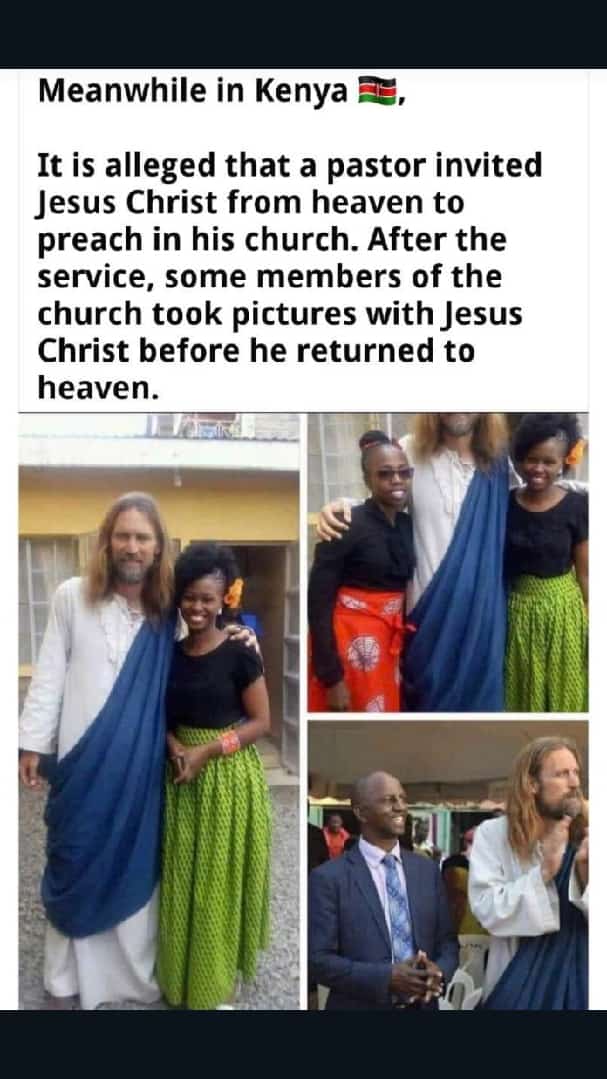 Meanwhile in Kenya 🇰🇪,
It is alleged that a pastor invited
Jesus Christ from heaven to
preach in his church. After the
service, some members of the
church took pictures with Jesus
Christ before he returned to
heaven.